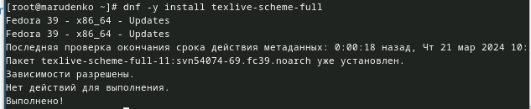 [root@marudenko ~]# dnf -y install texlive-scheme-full
Fedora 39 - x86_64 - Updates
Fedora 39 - x86_64 - Updates
Последняя проверка окончания срока действия метаданных: 0:00:18 назад, Чт 21 мар 2024 10:
Пакет texlive-scheme-full-11:svn54074-69.fc39.noarch уже установлен.
Зависимости разрешены.
Нет действий для выполнения.
Выполнено!